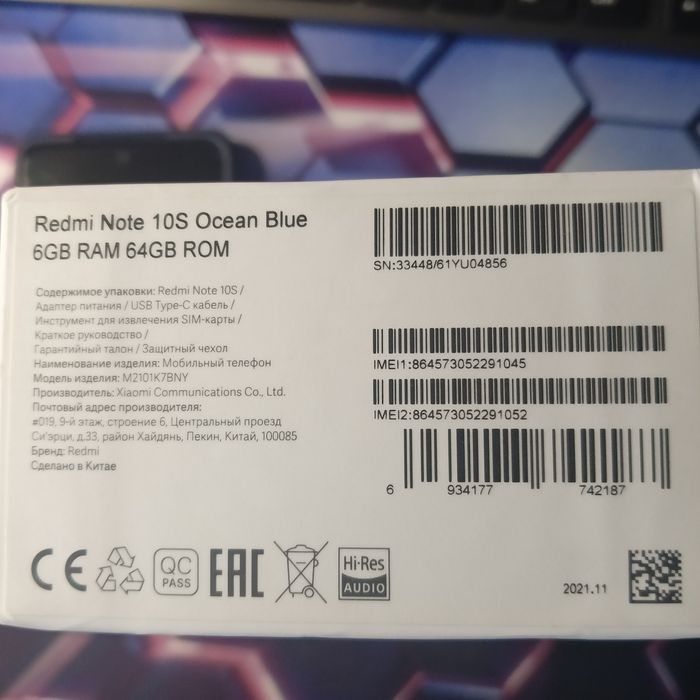 Redmi Note 10S Ocean Blue
6GB RAM 64GB ROM
Содержимое упаковки: Redmi Note 10S /
Адаптер питания / USB Type-C кабель /
Инструмент для извлечения SIM-карты /
Краткое руководство /
Гарантийный талон / Защитный чехол
Наименование изделия: Мобильный телефон
Модель изделия: M2101K7BNY
Производитель: Xiaomi Communications Co., Ltd.
Почтовый адрес производителя:
#019, 9-й этаж, строение 6, Центральный проезд
Си'эрци, д.33, район Хайдянь, Пекин, Китай, 100085
Бренд: Redmi
Сделано в Китае
SN:33448/61YU04856
IMEI1:864573052291045
IMEI2:864573052291052
6 934177 742187
CE
QC
PASS
EAC
Hi-Res
AUDIO
2021.11